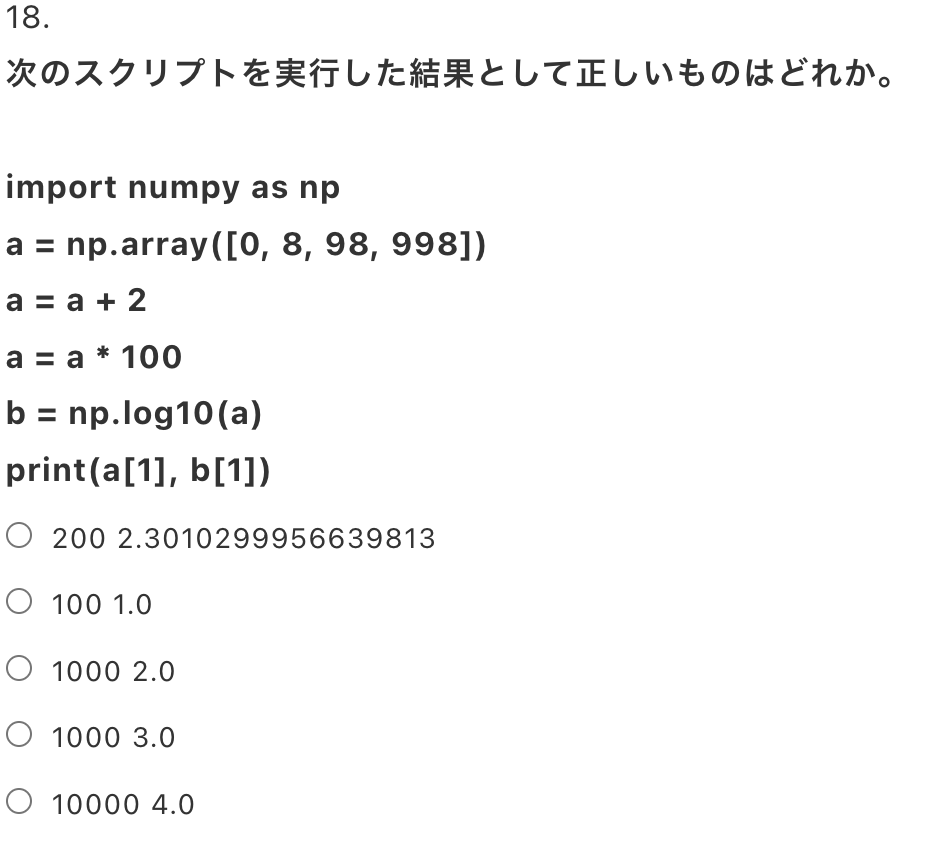 18.
次のスクリプトを実行した結果として正しいものはどれか。
import numpy as np
a = np.array([0, 8, 98, 998])
a = a + 2
a = a * 100
b = np.log10(a)
print(a[1], b[1])
200 2.3010299956639813
100 1.0
1000 2.0
1000 3.0
10000 4.0